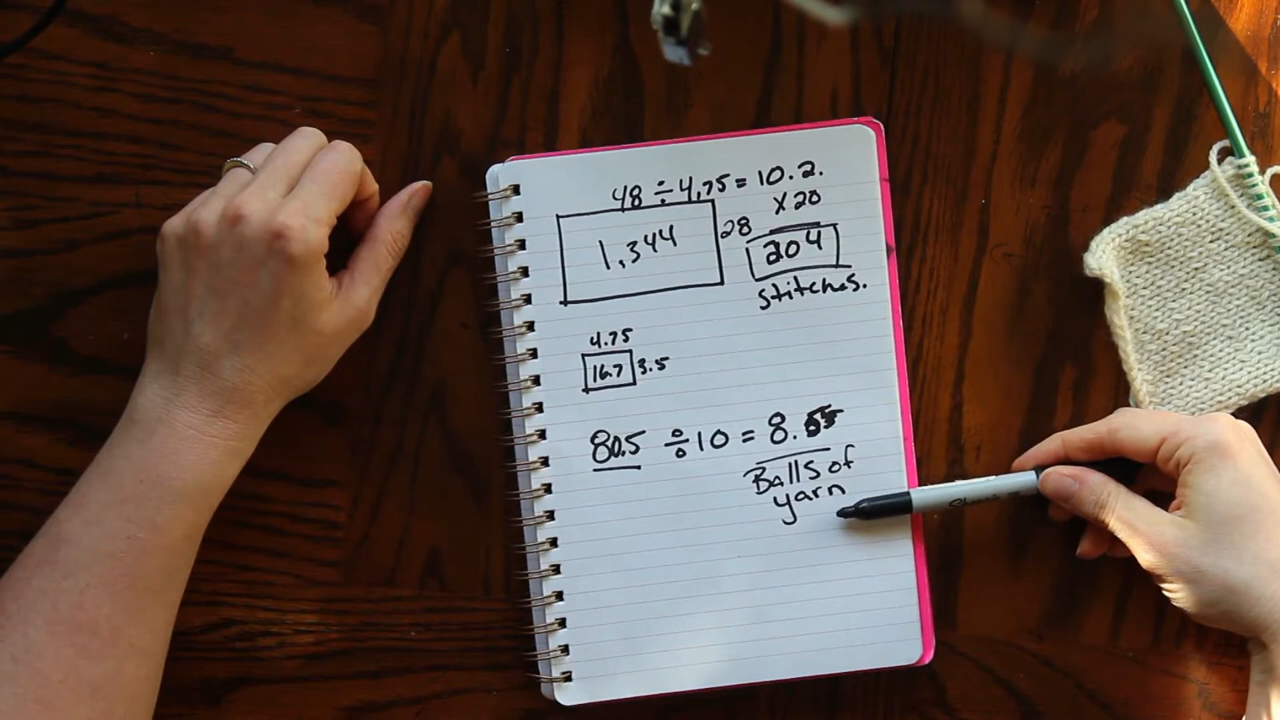 48 ÷ 4.75 = 10.2.
x 20
28
1,344
204
stitches.
4.75
16.7
3.5
80.5 ÷ 10 = 8.
Balls of
yarn